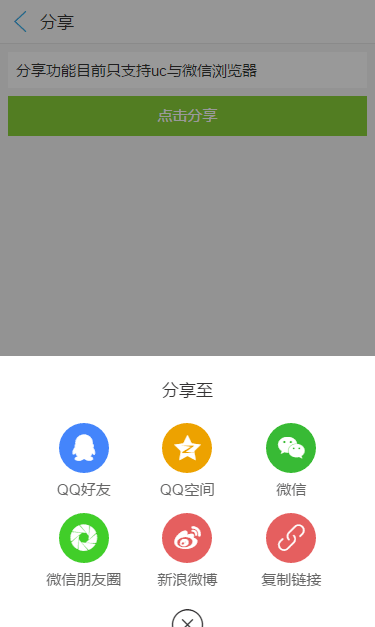 分享
分享功能目前只支持uc与微信浏览器
点击分享
分享至
QQ好友
QQ空间
微信
微信朋友圈
新浪微博
复制链接